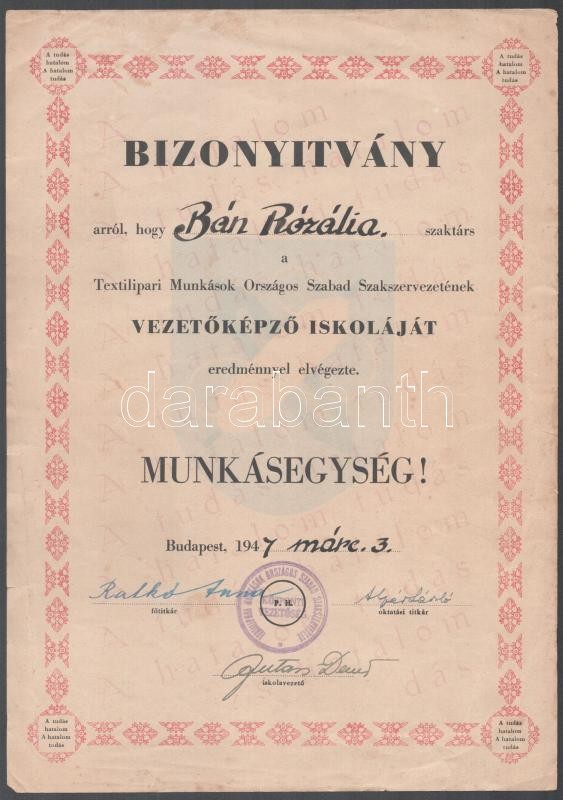 A tudás
hatalom
A hatalom
tudás
A tudás
hatalom
A hatalom
tudás
BIZONYITVÁNY
arról, hogy Bán Rózália. szaktárs
a
Textilipari Munkások Országos Szabad Szakszervezetének
VEZETŐKÉPZŐ ISKOLÁJÁT
eredménnyel elvégezte.
darabanth
MUNKÁSEGYSÉG!
Budapest, 1947 márc. 3.
Ratkó Anna
P. H.
főtitkár
oktatási titkár
iskolavezető
A tudás
hatalom
A hatalom
tudás
A tudás
hatalom
A hatalom
tudás